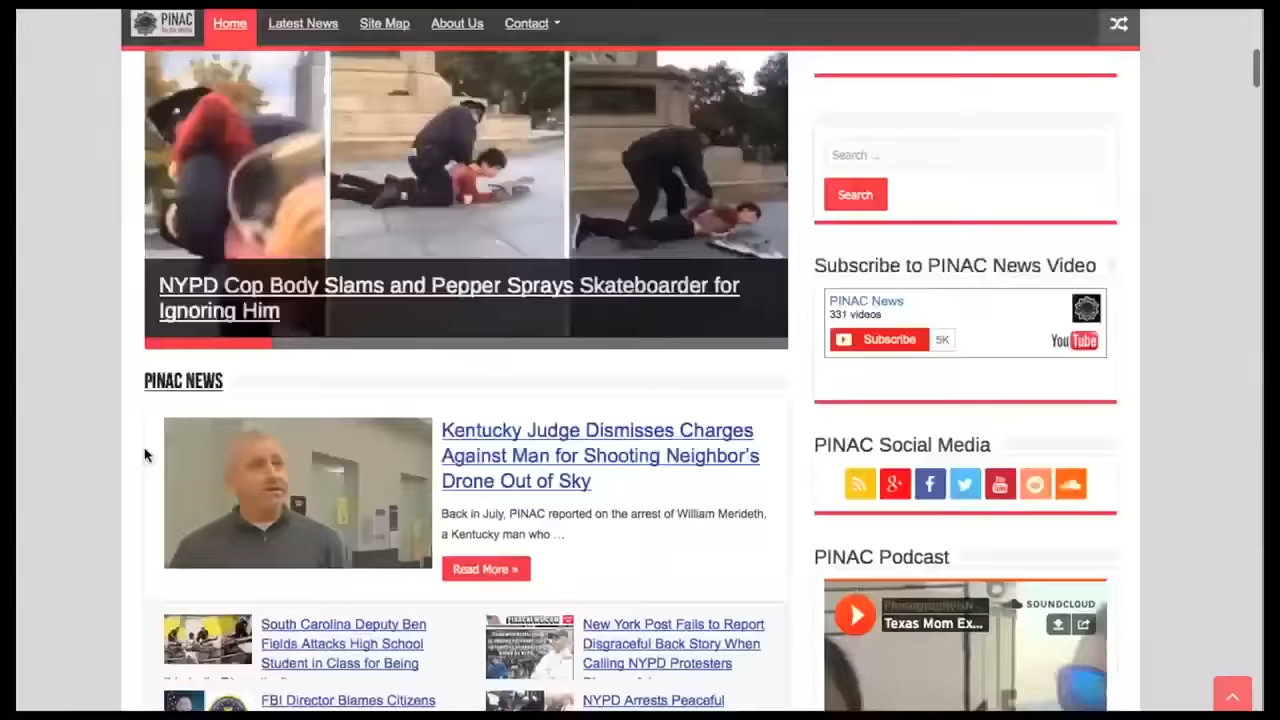 PINAC
Home
Latest News
Site Map
About Us
Contact
NYPD Cop Body Slams and Pepper Sprays Skateboarder for
Ignoring Him
PINAC NEWS
Kentucky Judge Dismisses Charges
Against Man for Shooting Neighbor's
Drone Out of Sky
Back in July, PINAC reported on the arrest of William Merideth,
a Kentucky man who ...
Read More »
South Carolina Deputy Ben
Fields Attacks High School
Student in Class for Being
FBI Director Blames Citizens
New York Post Fails to Report
Disgraceful Back Story When
Calling NYPD Protesters
NYPD Arrests Peaceful
Search ...
Search
Subscribe to PINAC News Video
PINAC News
331 videos
Subscribe
5K
YouTube
PINAC Social Media
8+
f
You Tube
PINAC Podcast
SOUNDCLOUD
Texas Mom Ex...